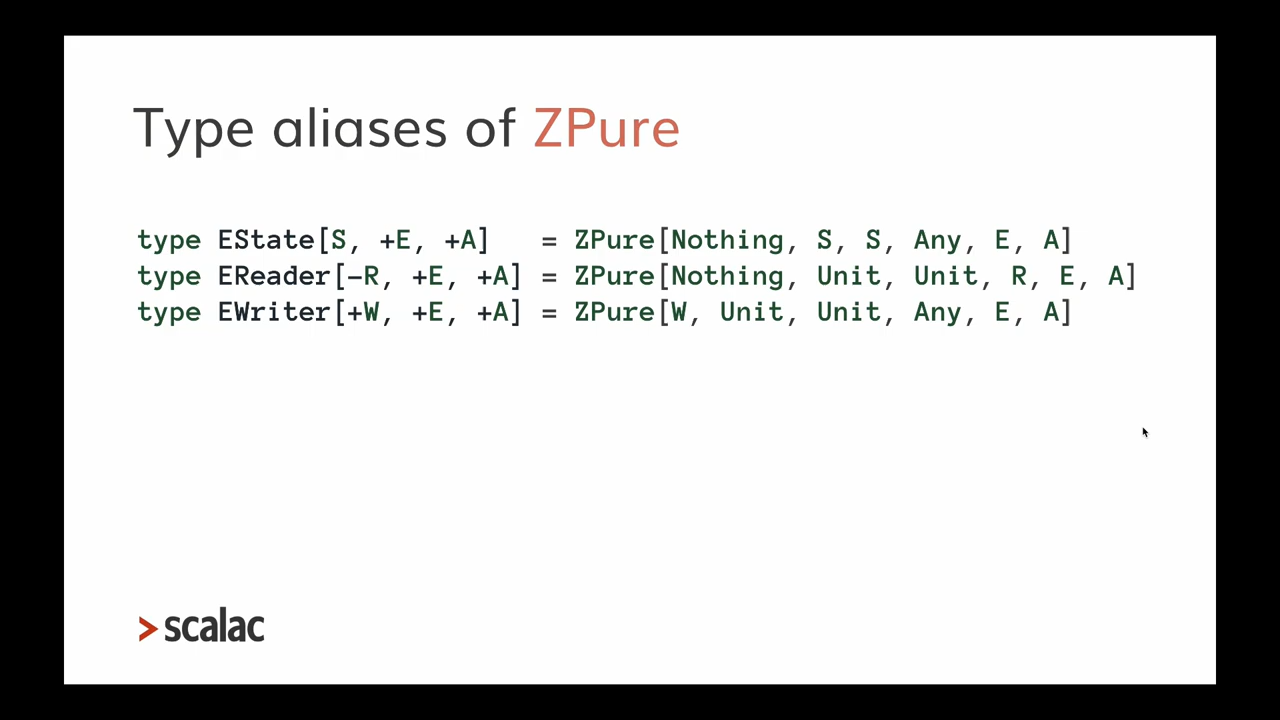 Type aliases of ZPure
type EState[S, +E, +A]   = ZPure[Nothing, S, S, Any, E, A]
type EReader[-R, +E, +A] = ZPure[Nothing, Unit, Unit, R, E, A]
type EWriter[+W, +E, +A] = ZPure[W, Unit, Unit, Any, E, A]
> scalac